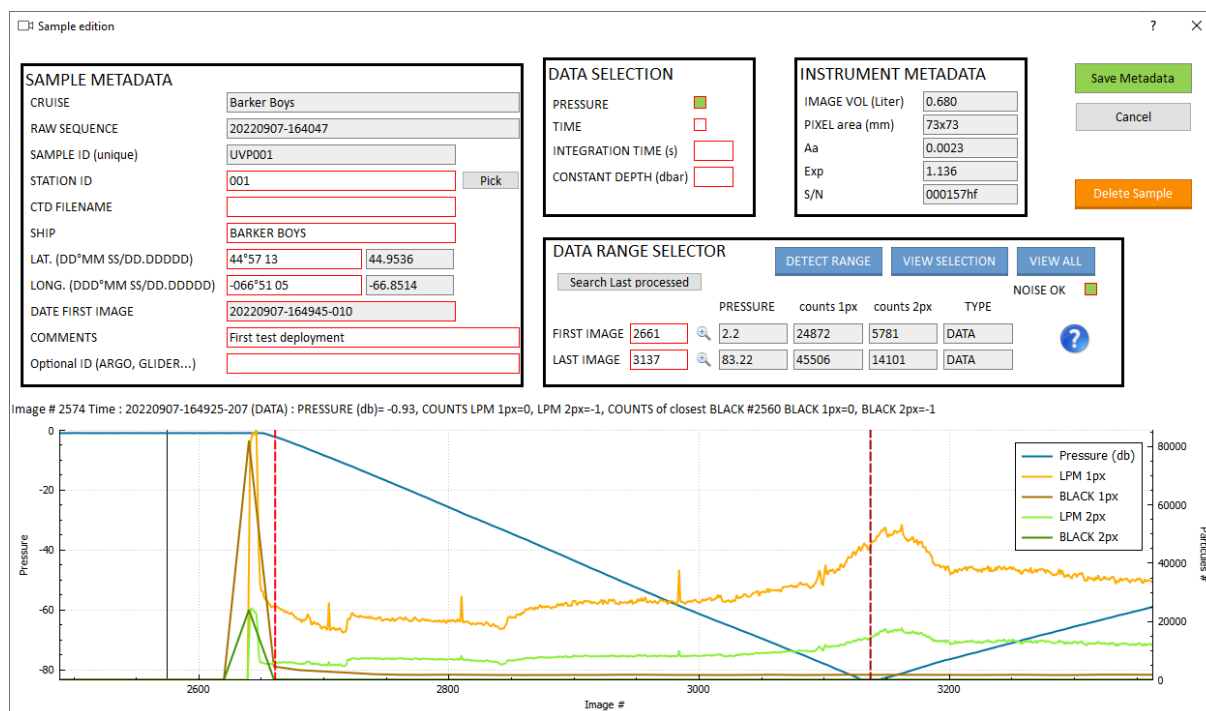 Sample edition
? ×
SAMPLE METADATA
CRUISE Barker Boys
RAW SEQUENCE 20220907-164047
SAMPLE ID (unique) UVP001
STATION ID 001 Pick
CTD FILENAME
SHIP BARKER BOYS
LAT. (DD°MM SS/DD.DDDDD) 44°57 13 44.9536
LONG. (DDD°MM SS/DD.DDDDD) -066°51 05 -66.8514
DATE FIRST IMAGE 20220907-164945-010
COMMENTS First test deployment
Optional ID (ARGO, GLIDER...)
DATA SELECTION
PRESSURE
TIME
INTEGRATION TIME (s)
CONSTANT DEPTH (dbar)
INSTRUMENT METADATA
IMAGE VOL (Liter) 0.680
PIXEL area (mm) 73x73
Aa 0.0023
Exp 1.136
S/N 000157hf
Save Metadata
Cancel
Delete Sample
DATA RANGE SELECTOR
DETECT RANGE VIEW SELECTION VIEW ALL
Search Last processed
NOISE OK
PRESSURE counts 1px counts 2px TYPE
FIRST IMAGE 2661 2.2 24872 5781 DATA
LAST IMAGE 3137 83.22 45506 14101 DATA
?
Image # 2574 Time : 20220907-164925-207 (DATA) : PRESSURE (db)= -0.93, COUNTS LPM 1px=0, LPM 2px=-1, COUNTS of closest BLACK #2560 BLACK 1px=0, BLACK 2px=-1
Pressure
0
-20
-40
-60
-80
Pressure (db)
LPM 1px
BLACK 1px
LPM 2px
BLACK 2px
80000
60000
40000
20000
0
Particules #
2600 2800 3000 3200
Image #